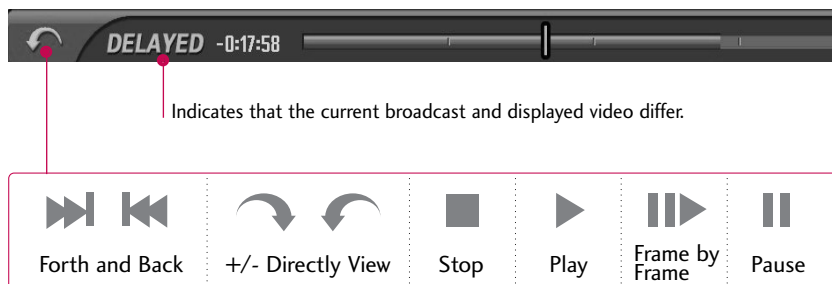 DELAYED -0:17:58
Indicates that the current broadcast and displayed video differ.
Forth and Back
+/- Directly View
Stop
Play
Frame by
Frame
Pause